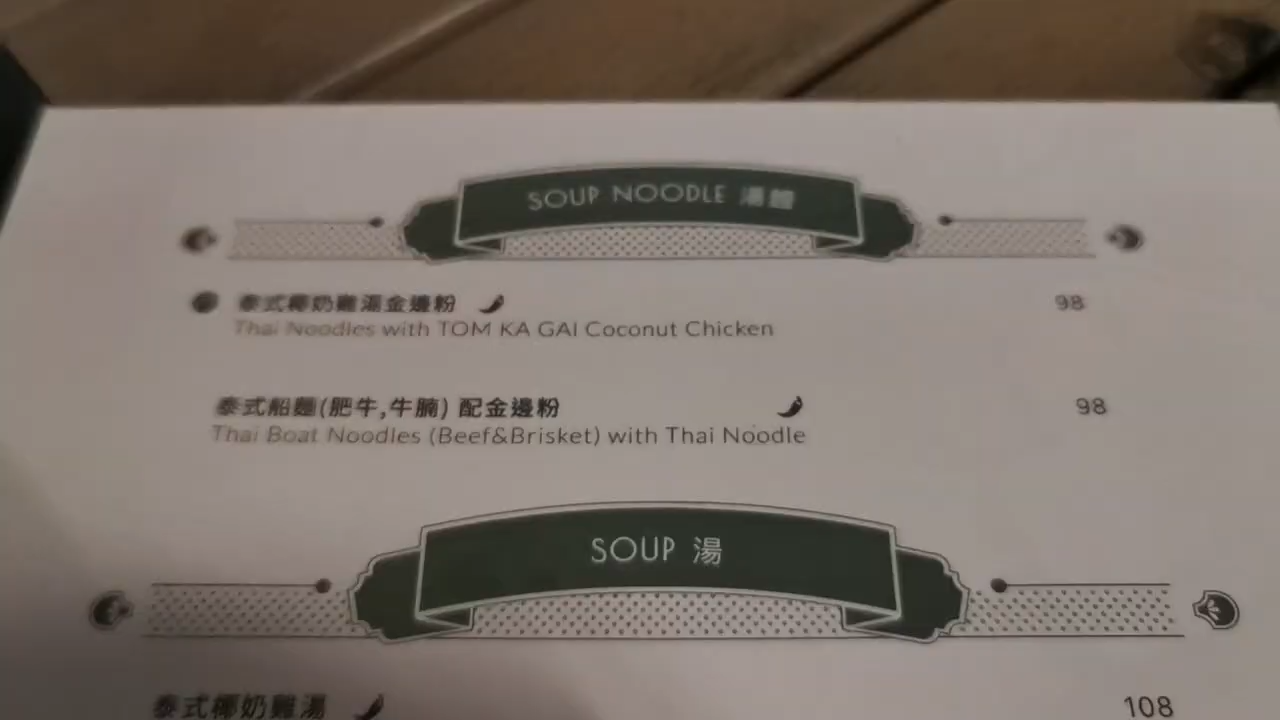 SOUP NOODLE 湯麵
泰式椰奶雞湯金邊粉 98
Thai Noodles with TOM KA GAI Coconut Chicken
泰式船麵(肥牛,牛腩) 配金邊粉 98
Thai Boat Noodles (Beef&Brisket) with Thai Noodle
SOUP 湯
泰式椰奶雞湯 108